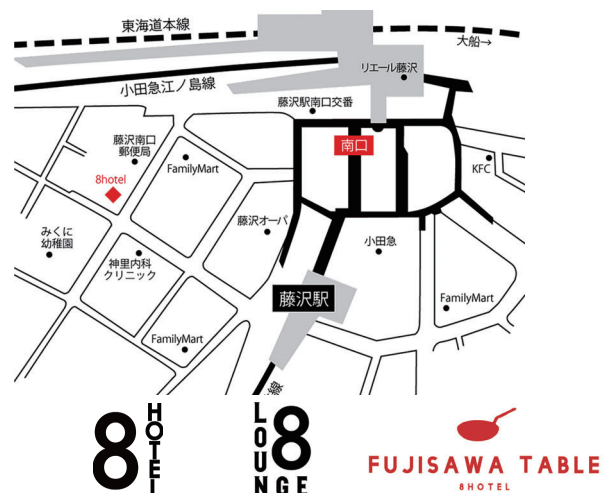 東海道本線
大船→
リエール藤沢
小田急江ノ島線
藤沢駅南口交番
藤沢南口
郵便局
南口
FamilyMart
KFC
8hotel
藤沢オーパ
みくに
幼稚園
小田急
神里内科
クリニック
藤沢駅
FamilyMart
FamilyMart
線
8 HOTEL
8 LOUNGE
FUJISAWA TABLE
8HOTEL